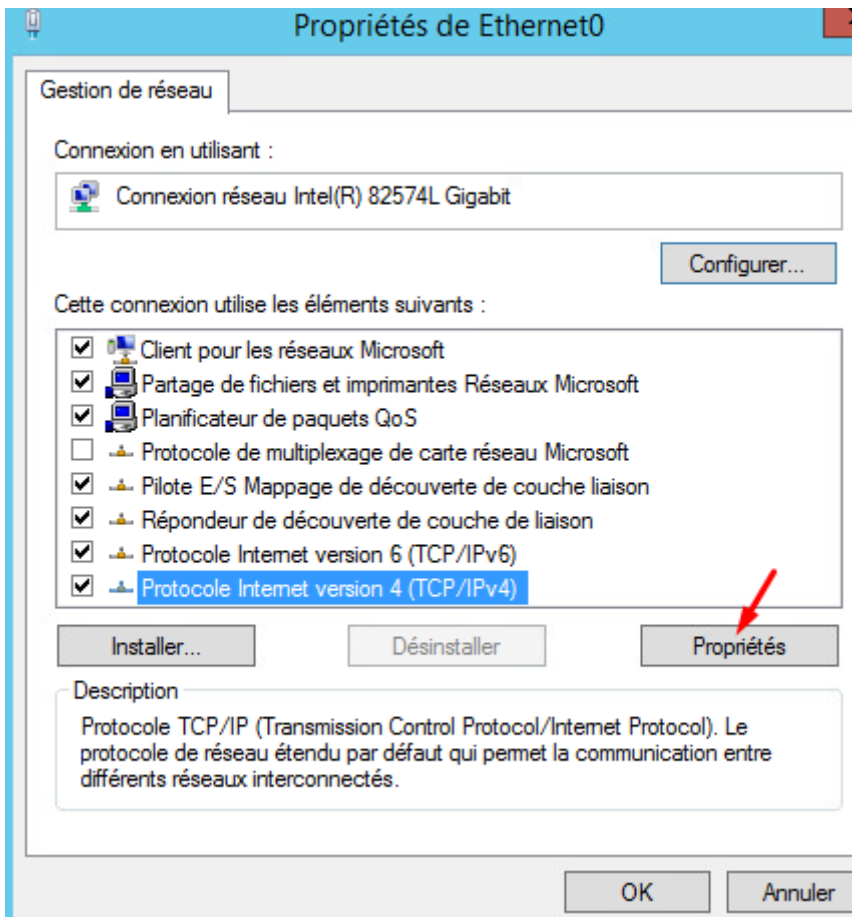 Propriétés de Ethernet0
Gestion de réseau
Connexion en utilisant :
Connexion réseau Intel(R) 82574L Gigabit
Configurer...
Cette connexion utilise les éléments suivants :
Client pour les réseaux Microsoft
Partage de fichiers et imprimantes Réseaux Microsoft
Planificateur de paquets QoS
Protocole de multiplexage de carte réseau Microsoft
Pilote E/S Mappage de découverte de couche liaison
Répondeur de découverte de couche de liaison
Protocole Internet version 6 (TCP/IPv6)
Protocole Internet version 4 (TCP/IPv4)
Installer... Désinstaller Propriétés
Description
Protocole TCP/IP (Transmission Control Protocol/Internet Protocol). Le
protocole de réseau étendu par défaut qui permet la communication entre
différents réseaux interconnectés.
OK Annuler